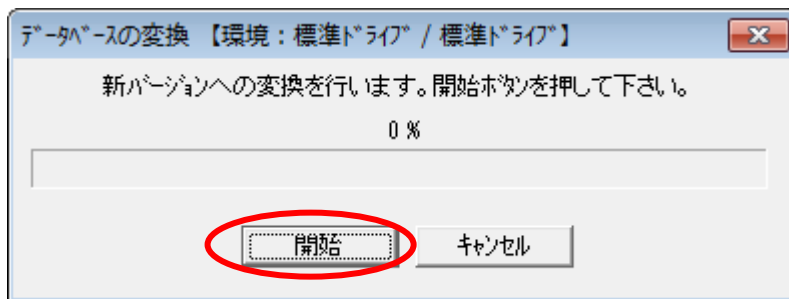 ﾃﾞｰﾀﾍﾞｰｽの変換 【環境：標準ﾄﾞﾗｲﾌﾞ / 標準ﾄﾞﾗｲﾌﾞ】
新ﾊﾞｰｼﾞｮﾝへの変換を行います。開始ﾎﾞﾀﾝを押して下さい。
0 %
開始 ｷｬﾝｾﾙ